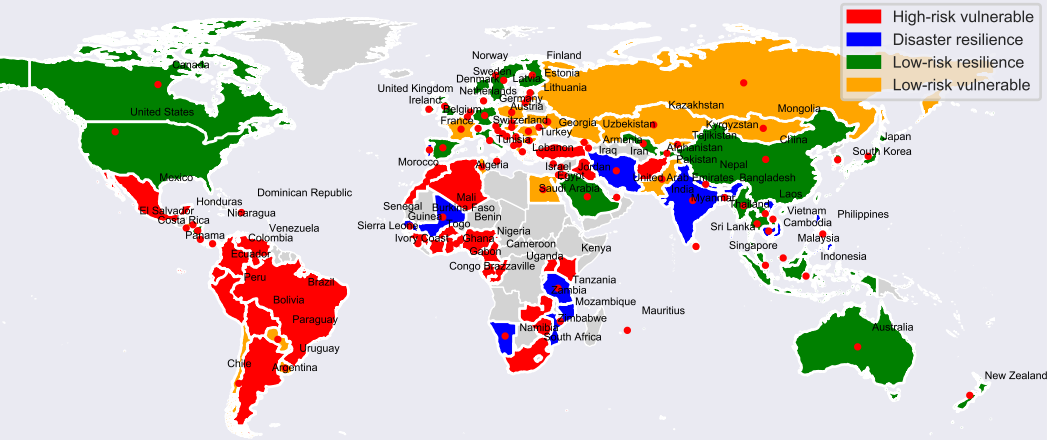 High-risk vulnerable
Disaster resilience
Low-risk resilience
Low-risk vulnerable
Canada
United States
Mexico
Dominican Republic
Honduras
El Salvador
Nicaragua
Costa Rica
Panama
Venezuela
Colombia
Ecuador
Peru
Brazil
Bolivia
Paraguay
Uruguay
Chile
Argentina
Norway
Finland
Sweden
Estonia
Denmark
Latvia
Lithuania
United Kingdom
Netherlands
Ireland
Germany
Belgium
Austria
France
Switzerland
Georgia
Uzbekistan
Kazakhstan
Mongolia
Kyrgyzstan
Turkey
Tunisia
Armenia
Tajikistan
China
Japan
Lebanon
Iraq
Iran
Afghanistan
South Korea
Morocco
Algeria
Israel
Jordan
Pakistan
Nepal
Egypt
United Arab Emirates
Bangladesh
Saudi Arabia
India
Myanmar
Laos
Mali
Senegal
Burkina Faso
Thailand
Vietnam
Philippines
Guinea
Benin
Togo
Sierra Leone
Nigeria
Sri Lanka
Cambodia
Ivory Coast
Ghana
Cameroon
Kenya
Malaysia
Singapore
Gabon
Uganda
Indonesia
Congo Brazzaville
Tanzania
Zambia
Mozambique
Mauritius
Zimbabwe
Namibia
South Africa
Australia
New Zealand